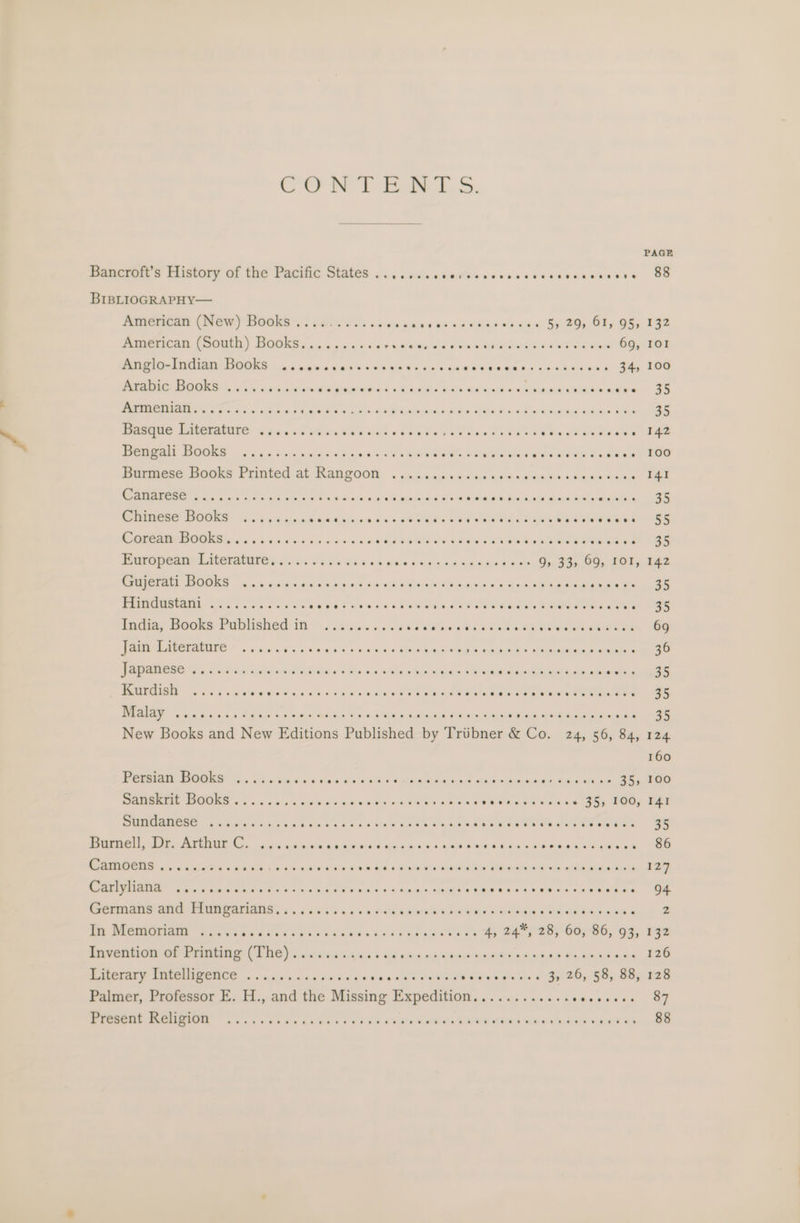 CONTENTS.
PAGE
Bancroft's History of the Pacific States 88
BIBLIOGRAPHY—
American (New) Books 5, 29, 61, 95, 132
American (South) Books 69, 101
Anglo-Indian Books 34, 100
Arabic Books 35
Armenian 35
Basque Literature 142
Bengali Books 100
Burmese Books Printed at Rangoon 141
Canarese 35
Chinese Books 55
Corean Books 35
European Literature 9, 33, 69, 101, 142
Gujerati Books 35
Hindustani 35
India, Books Published in 69
Jain Literature 36
Japanese 35
Kurdish 35
Malay 35
New Books and New Editions Published by Trübner & Co. 24, 56, 84, 124
160
Persian Books 35, 100
Sanskrit Books 35, 100, 141
Sundanese 35
Burnell, Dr. Arthur C. 86
Camoens 127
Carlyliana 94
Germans and Hungarians 2
In Memoriam 4, 24*, 28, 60, 86, 93, 132
Invention of Printing (The) 126
Literary Intelligence 3, 26, 58, 88, 128
Palmer, Professor E. H., and the Missing Expedition 87
Present Religion 88